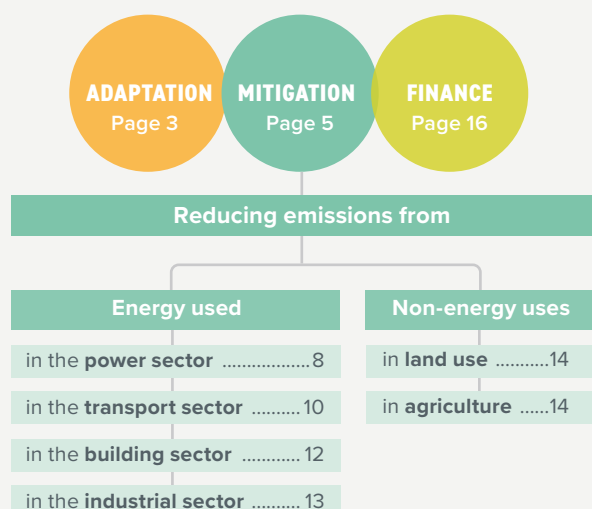 ADAPTATION
Page 3
MITIGATION
Page 5
FINANCE
Page 16
Reducing emissions from
Energy used
in the power sector ..................8
in the transport sector ..........10
in the building sector ............ 12
in the industrial sector .......... 13
Non-energy uses
in land use ...........14
in agriculture ......14